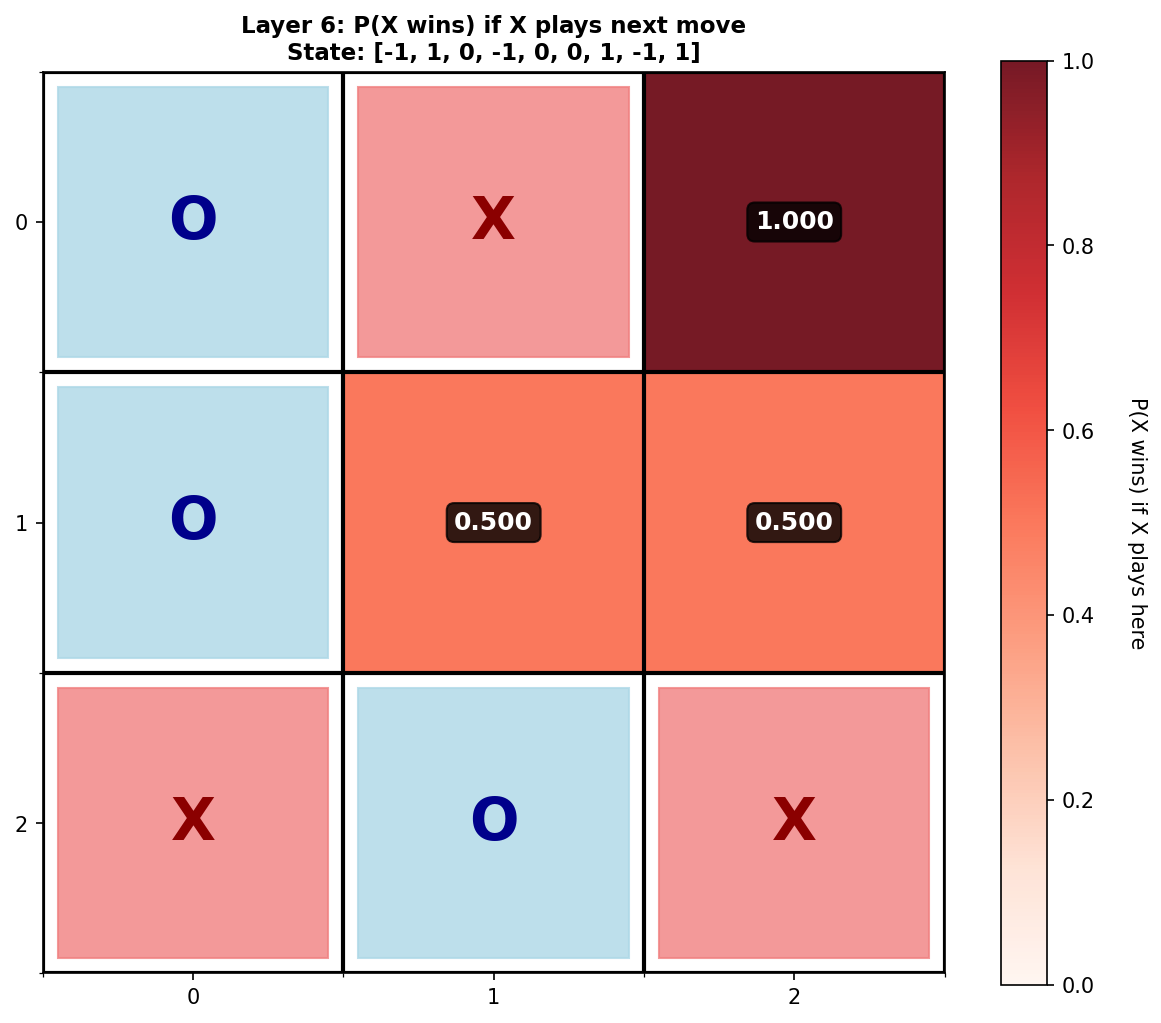 Layer 6: P(X wins) if X plays next move
State: [-1, 1, 0, -1, 0, 0, 1, -1, 1]
0
O
X
1.000
1
O
0.500
0.500
2
X
O
X
0
1
2
1.0
0.8
0.6
0.4
0.2
0.0
P(X wins) if X plays here